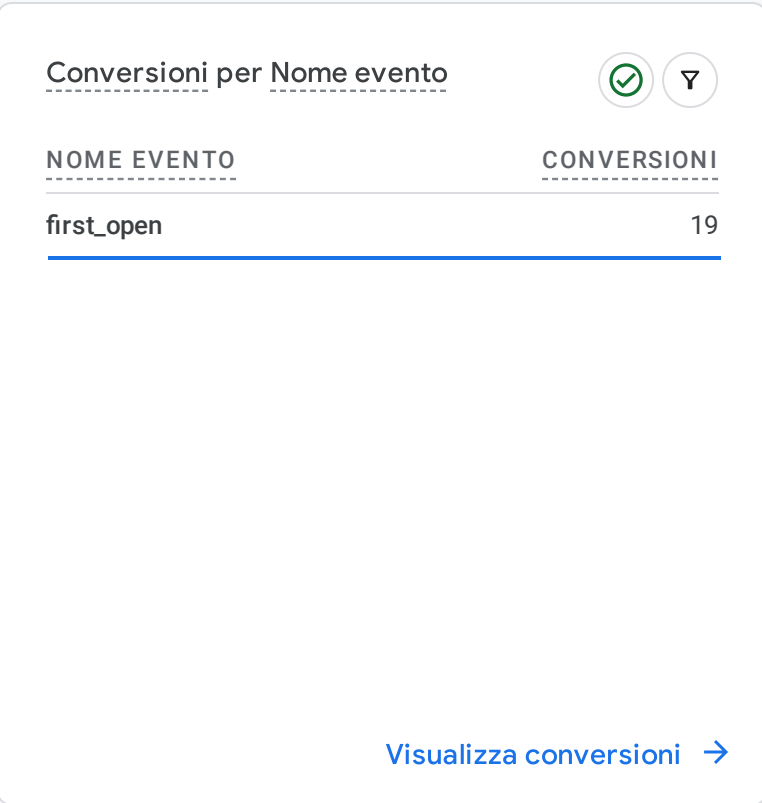 Conversioni per Nome evento
NOME EVENTO CONVERSIONI
first_open 19
Visualizza conversioni